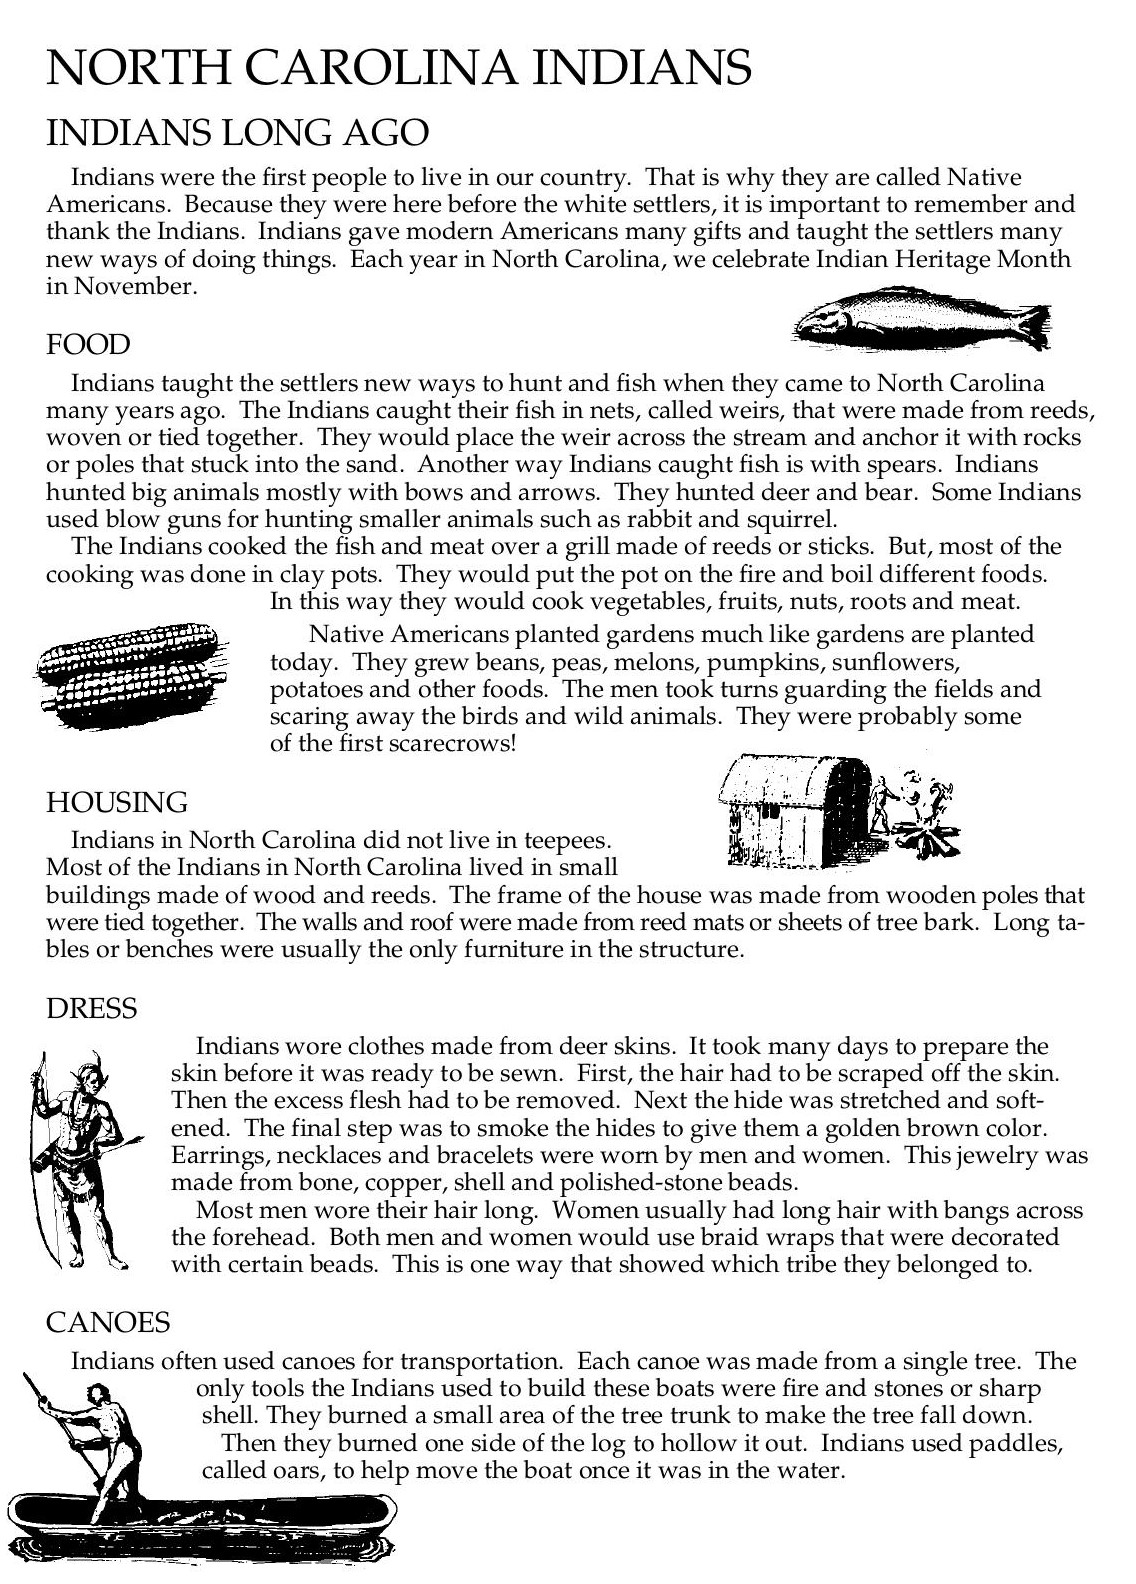 NORTH CAROLINA INDIANS
INDIANS LONG AGO
Indians were the first people to live in our country.  That is why they are called Native
Americans.  Because they were here before the white settlers, it is important to remember and
thank the Indians.  Indians gave modern Americans many gifts and taught the settlers many
new ways of doing things.  Each year in North Carolina, we celebrate Indian Heritage Month
in November.
FOOD
Indians taught the settlers new ways to hunt and fish when they came to North Carolina
many years ago.  The Indians caught their fish in nets, called weirs, that were made from reeds,
woven or tied together.  They would place the weir across the stream and anchor it with rocks
or poles that stuck into the sand.  Another way Indians caught fish is with spears.  Indians
hunted big animals mostly with bows and arrows.  They hunted deer and bear.  Some Indians
used blow guns for hunting smaller animals such as rabbit and squirrel.
The Indians cooked the fish and meat over a grill made of reeds or sticks.  But, most of the
cooking was done in clay pots.  They would put the pot on the fire and boil different foods.
In this way they would cook vegetables, fruits, nuts, roots and meat.
Native Americans planted gardens much like gardens are planted
today.  They grew beans, peas, melons, pumpkins, sunflowers,
potatoes and other foods.  The men took turns guarding the fields and
scaring away the birds and wild animals.  They were probably some
of the first scarecrows!
HOUSING
Indians in North Carolina did not live in teepees.
Most of the Indians in North Carolina lived in small
buildings made of wood and reeds.  The frame of the house was made from wooden poles that
were tied together.  The walls and roof were made from reed mats or sheets of tree bark.  Long ta-
bles or benches were usually the only furniture in the structure.
DRESS
Indians wore clothes made from deer skins.  It took many days to prepare the
skin before it was ready to be sewn.  First, the hair had to be scraped off the skin.
Then the excess flesh had to be removed.  Next the hide was stretched and soft-
ened.  The final step was to smoke the hides to give them a golden brown color.
Earrings, necklaces and bracelets were worn by men and women.  This jewelry was
made from bone, copper, shell and polished-stone beads.
Most men wore their hair long.  Women usually had long hair with bangs across
the forehead.  Both men and women would use braid wraps that were decorated
with certain beads.  This is one way that showed which tribe they belonged to.
CANOES
Indians often used canoes for transportation.  Each canoe was made from a single tree.  The
only tools the Indians used to build these boats were fire and stones or sharp
shell. They burned a small area of the tree trunk to make the tree fall down.
Then they burned one side of the log to hollow it out.  Indians used paddles,
called oars, to help move the boat once it was in the water.